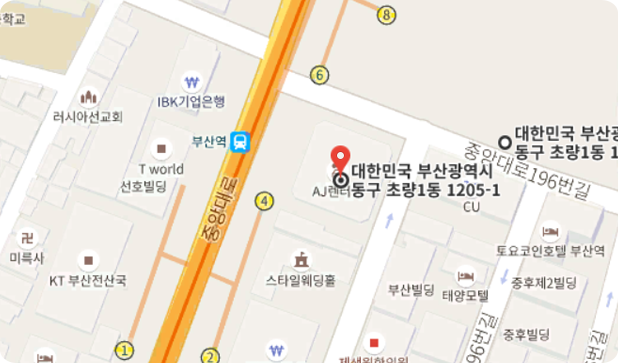 학교
8
6
IBK기업은행
러시아선교회
부산역
대한민국 부산광
동구 초량1동 1
T world
선호빌딩
대한민국 부산광역시
동구 초량1동 1205-1
AJ렌터
중앙대로196번길
CU
4
중앙대로
미륵사
KT 부산전산국
스타일웨딩홀
토요코인호텔 부산역
부산빌딩
태양모텔
중후제2빌딩
중후빌딩
96번길
1
2
재생원한의원